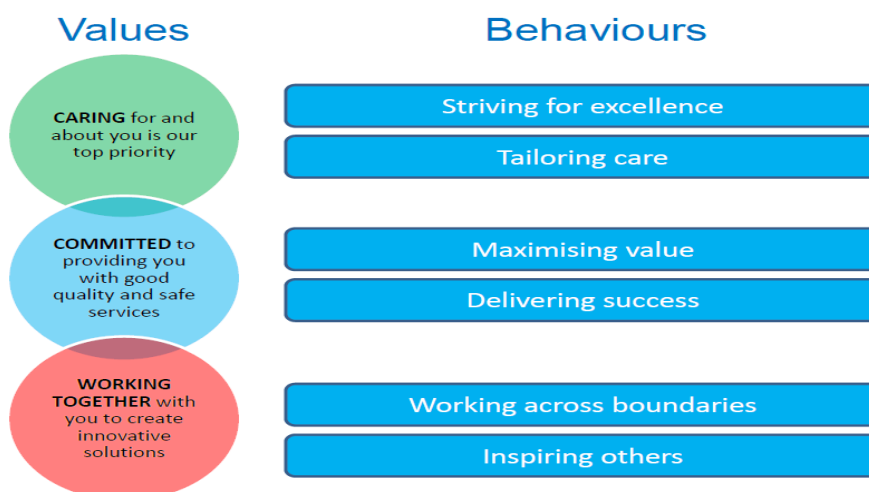 Values
Behaviours
CARING for and
about you is our
top priority
Striving for excellence
Tailoring care
COMMITTED to
providing you
with good
quality and safe
services
Maximising value
Delivering success
WORKING
TOGETHER with
you to create
innovative
solutions
Working across boundaries
Inspiring others